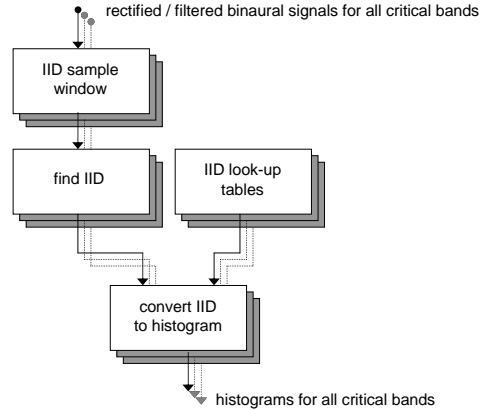 rectified / filtered binaural signals for all critical bands
IID sample
window
find IID
IID look-up
tables
convert IID
to histogram
histograms for all critical bands